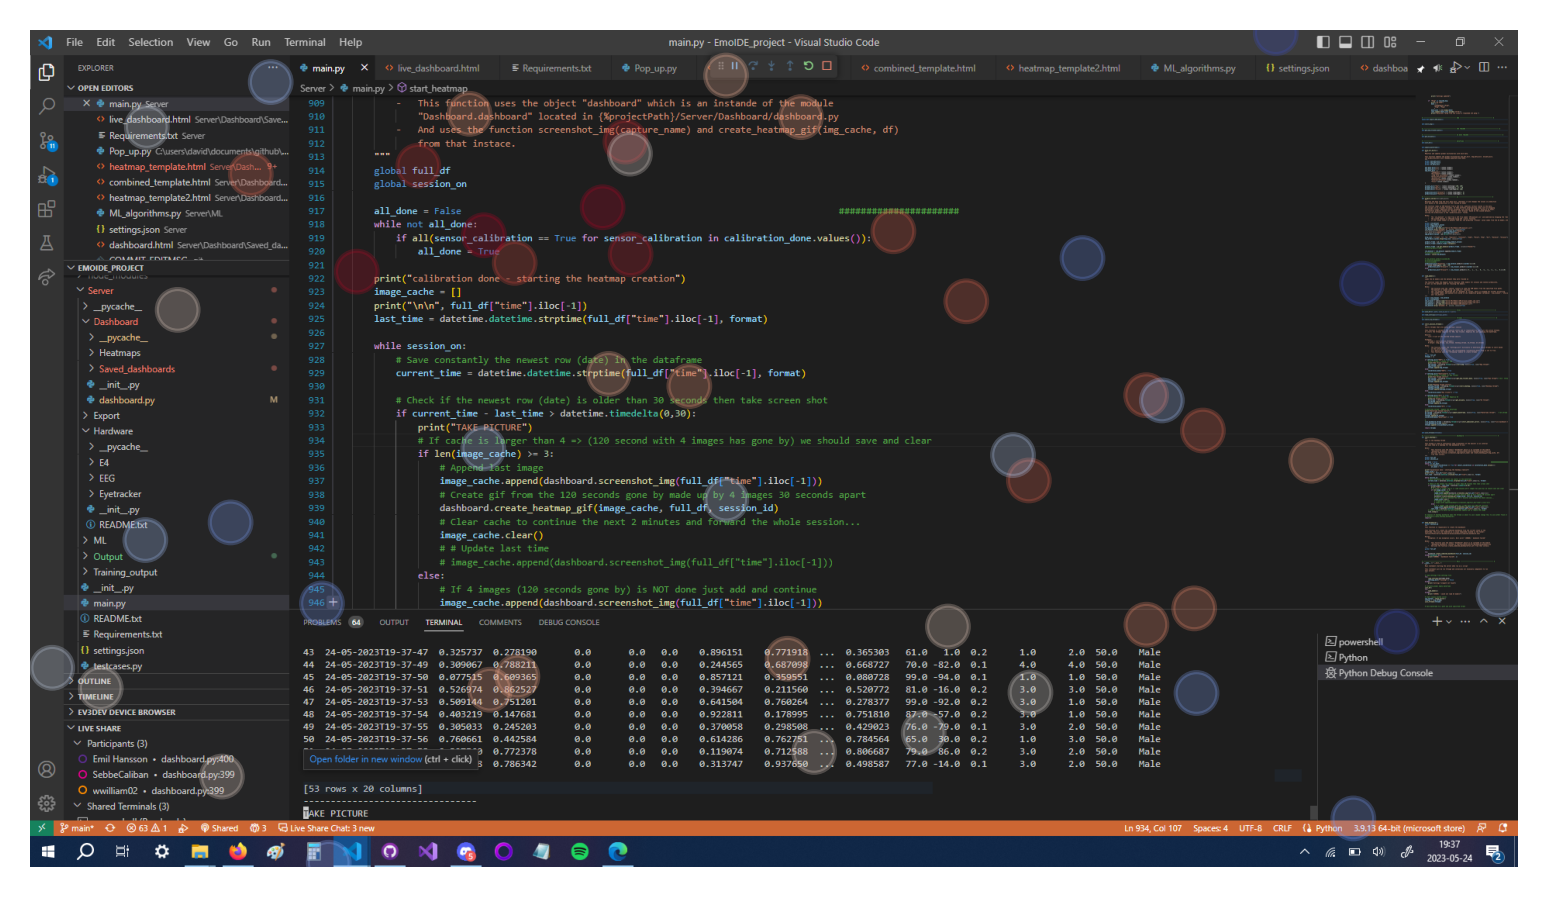 File Edit Selection View Go Run Terminal Help
main.py - EmoIDE_project - Visual Studio Code
EXPLORER ...
main.py live_dashboard.html Requirements.txt Pop_up.py combined_template.html heatmap_template2.html ML_algorithms.py settings.json dashboa
OPEN EDITORS
main.py Server
live_dashboard.html Server\Dashboard\Save...
Requirements.txt Server
Pop_up.py C:\users\david\documents\github\...
heatmap_template.html Server\Dash... 9+
combined_template.html Server\Dashboard...
heatmap_template2.html Server\Dashboard...
ML_algorithms.py Server\ML
settings.json Server
dashboard.html Server\Dashboard\Saved_da...
EMOIDE_PROJECT
Server
__pycache__
Dashboard
__pycache__
Heatmaps
Saved_dashboards
__init__.py
dashboard.py M
Export
Hardware
__pycache__
E4
EEG
Eyetracker
__init__.py
README.txt
ML
Output
Training_output
__init__.py
main.py
README.txt
Requirements.txt
settings.json
testcases.py
OUTLINE
TIMELINE
EV3DEV DEVICE BROWSER
LIVE SHARE
Participants (3)
Emil Hansson • dashboard.py:400
SebbeCaliban • dashboard.py:399
wwilliam02 • dashboard.py:399
Shared Terminals (3)
Server > main.py > start_heatmap
909 - This function uses the object "dashboard" which is an instande of the module
910 "Dashboard.dashboard" located in {%projectPath}/Server/Dashboard/dashboard.py
911 - And uses the function screenshot_img(capture_name) and create_heatmap_gif(img_cache, df)
912 from that instace.
913 """
914 global full_df
915 global session_on
916
917 all_done = False ######################
918 while not all_done:
919 if all(sensor_calibration == True for sensor_calibration in calibration_done.values()):
920 all_done = True
921
922 print("calibration done - starting the heatmap creation")
923 image_cache = []
924 print("\n\n", full_df["time"].iloc[-1])
925 last_time = datetime.datetime.strptime(full_df["time"].iloc[-1], format)
926
927 while session_on:
928 # Save constantly the newest row (date) in the dataframe
929 current_time = datetime.datetime.strptime(full_df["time"].iloc[-1], format)
930
931 # Check if the newest row (date) is older than 30 seconds then take screen shot
932 if current_time - last_time > datetime.timedelta(0,30):
933 print("TAKE PICTURE")
934 # If cache is larger than 4 => (120 second with 4 images has gone by) we should save and clear
935 if len(image_cache) >= 3:
936 # Append last image
937 image_cache.append(dashboard.screenshot_img(full_df["time"].iloc[-1]))
938 # Create gif from the 120 seconds gone by made up by 4 images 30 seconds apart
939 dashboard.create_heatmap_gif(image_cache, full_df, session_id)
940 # Clear cache to continue the next 2 minutes and forward the whole session...
941 image_cache.clear()
942 # # Update last time
943 # image_cache.append(dashboard.screenshot_img(full_df["time"].iloc[-1]))
944 else:
945 # If 4 images (120 seconds gone by) is NOT done just add and continue
946 image_cache.append(dashboard.screenshot_img(full_df["time"].iloc[-1]))
PROBLEMS 64 OUTPUT TERMINAL COMMENTS DEBUG CONSOLE
43 24-05-2023T19-37-47 0.325737 0.278190 0.0 0.0 0.0 0.896151 0.771918 ... 0.365303 61.0 1.0 0.2 1.0 1.0 2.0 50.0 Male
44 24-05-2023T19-37-49 0.309067 0.788211 0.0 0.0 0.0 0.244565 0.687098 ... 0.668727 70.0 -82.0 0.1 4.0 4.0 50.0 Male
45 24-05-2023T19-37-50 0.077515 0.609365 0.0 0.0 0.0 0.857121 0.359551 ... 0.080728 99.0 -94.0 0.1 1.0 1.0 50.0 Male
46 24-05-2023T19-37-51 0.526974 0.862527 0.0 0.0 0.0 0.394667 0.211560 ... 0.520772 81.0 -16.0 0.2 3.0 3.0 50.0 Male
47 24-05-2023T19-37-53 0.509144 0.751201 0.0 0.0 0.0 0.641504 0.760264 ... 0.278377 99.0 -92.0 0.2 3.0 1.0 50.0 Male
48 24-05-2023T19-37-54 0.403219 0.147681 0.0 0.0 0.0 0.922811 0.178995 ... 0.751810 87.0 -57.0 0.2 1.0 1.0 50.0 Male
49 24-05-2023T19-37-55 0.305033 0.245203 0.0 0.0 0.0 0.370058 0.298508 ... 0.429023 76.0 -79.0 0.1 3.0 2.0 50.0 Male
50 24-05-2023T19-37-56 0.760661 0.442584 0.0 0.0 0.0 0.614286 0.762751 ... 0.784564 65.0 30.0 0.2 1.0 3.0 50.0 Male
0.772378 0.0 0.0 0.0 0.119074 0.712588 ... 0.806687 79.0 86.0 0.2 3.0 2.0 50.0 Male
Open folder in new window (ctrl + click) 8 0.786342 0.0 0.0 0.0 0.313747 0.937650 ... 0.498587 77.0 -14.0 0.1 3.0 2.0 50.0 Male
[53 rows x 20 columns]
--------------------------------
TAKE PICTURE
powershell
Python
Python Debug Console
main* 63 1 Shared 3 Live Share Chat: 3 new
Ln 934, Col 107 Spaces: 4 UTF-8 CRLF Python 3.9.13 64-bit (microsoft store)
19:37
2023-05-24
2